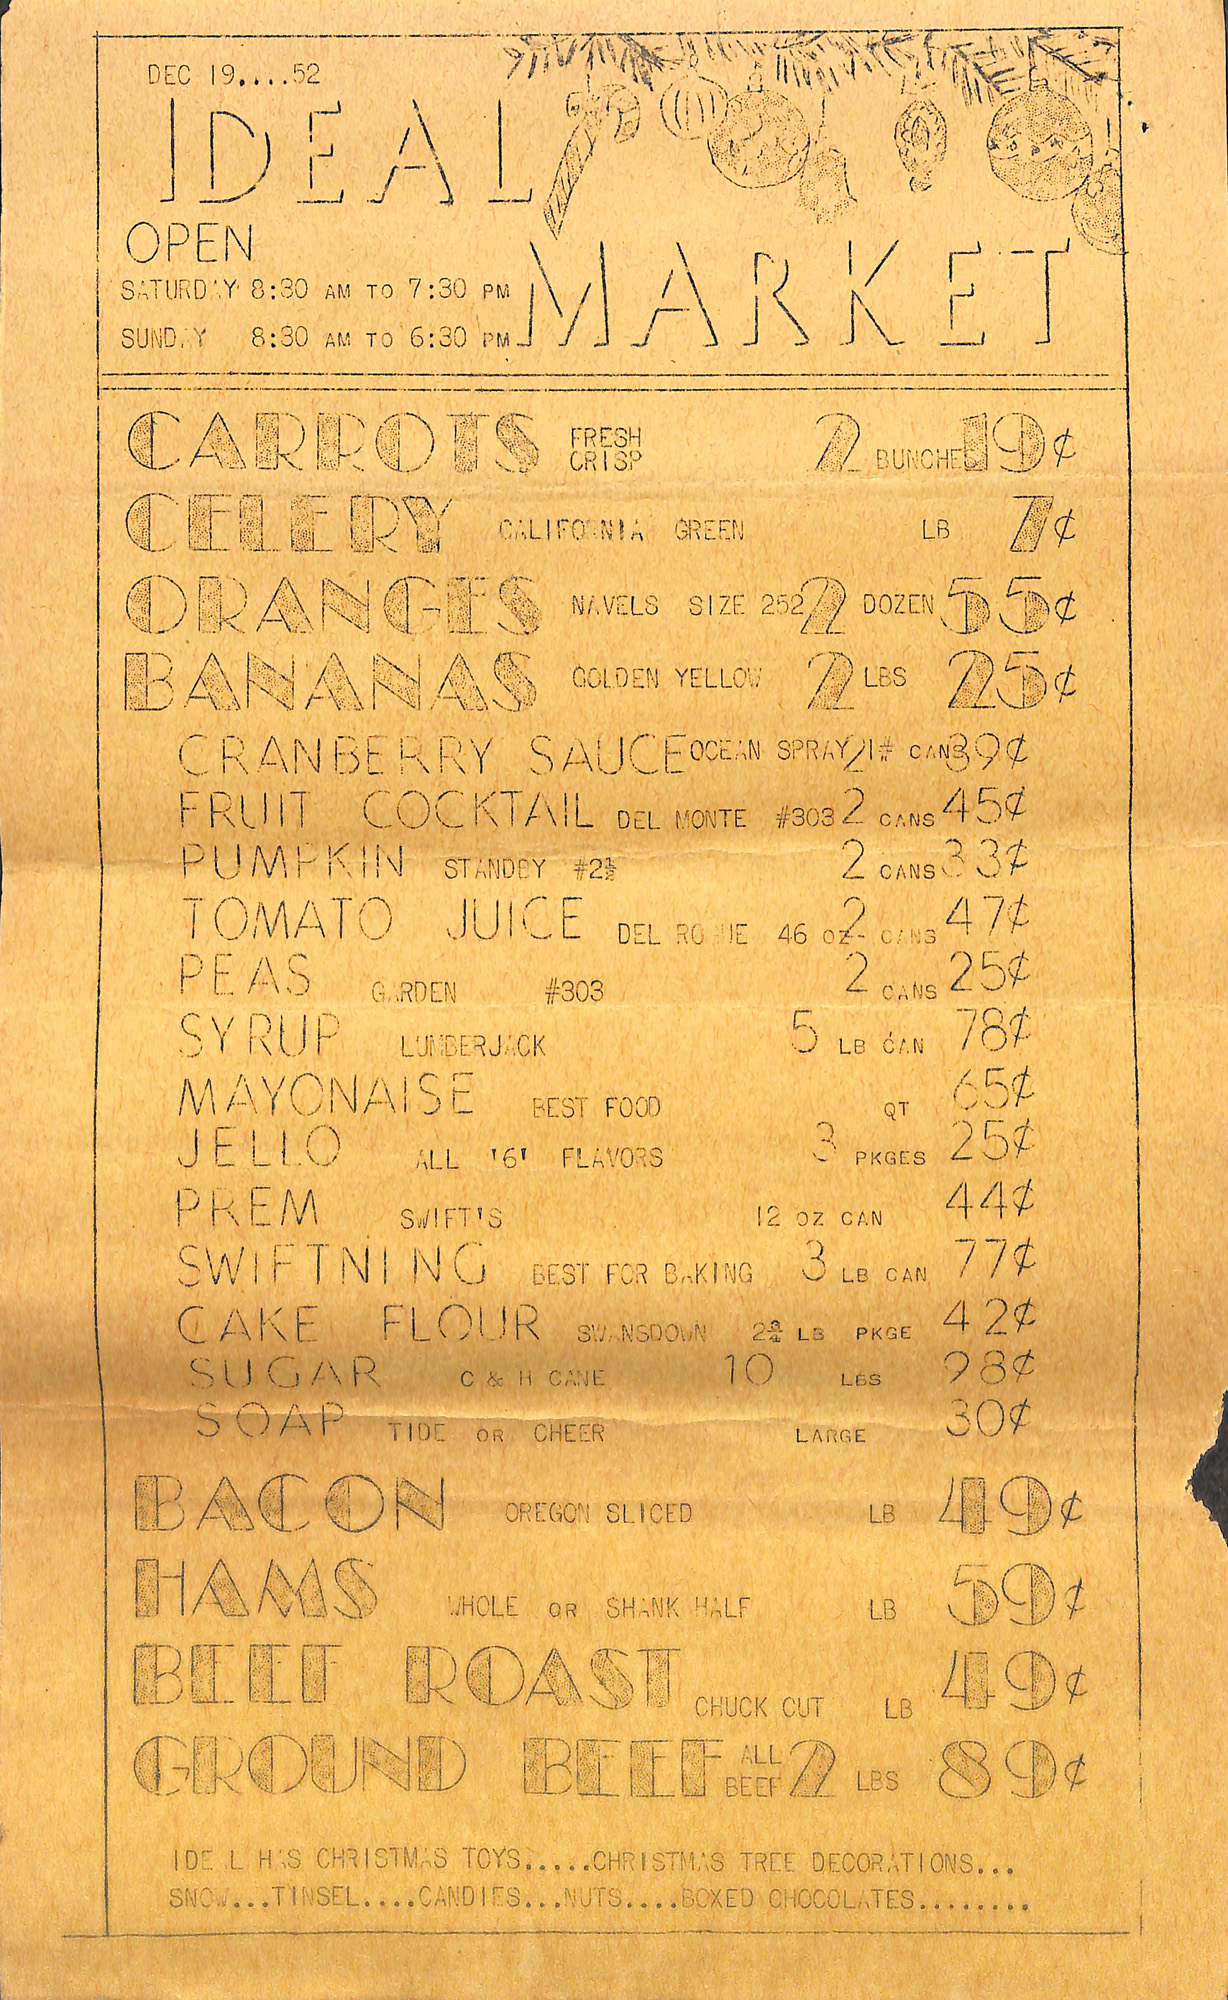 DEC 19....52
IDEAL
MARKET
OPEN
SATURDAY 8:30 AM TO 7:30 PM
SUNDAY 8:30 AM TO 6:30 PM
CARROTS FRESH CRISP 2 BUNCHES 19¢
CELERY CALIFORNIA GREEN LB 7¢
ORANGES NAVELS SIZE 252 2 DOZEN 55¢
BANANAS GOLDEN YELLOW 2 LBS 25¢
CRANBERRY SAUCE OCEAN SPRAY 2 1# CANS 39¢
FRUIT COCKTAIL DEL MONTE #303 2 CANS 45¢
PUMPKIN STANDBY #2½ 2 CANS 33¢
TOMATO JUICE DEL 46 OZ 2 CANS 47¢
PEAS GARDEN #303 2 CANS 25¢
SYRUP LUMBERJACK 5 LB CAN 78¢
MAYONAISE BEST FOOD QT 65¢
JELLO ALL '6' FLAVORS 3 PKGES 25¢
PREM SWIFT'S 12 OZ CAN 44¢
SWIFTNING BEST FOR BAKING 3 LB CAN 77¢
CAKE FLOUR SWANSDOWN 2¾ LB PKGE 42¢
SUGAR C & H CANE 10 LBS 98¢
SOAP TIDE OR CHEER LARGE 30¢
BACON OREGON SLICED LB 49¢
HAMS WHOLE OR SHANK HALF LB 59¢
BEEF ROAST CHUCK CUT LB 49¢
GROUND BEEF ALL BEEF 2 LBS 89¢
IDEAL HAS CHRISTMAS TOYS.....CHRISTMAS TREE DECORATIONS...
SNOW...TINSEL....CANDIES...NUTS....BOXED CHOCOLATES........